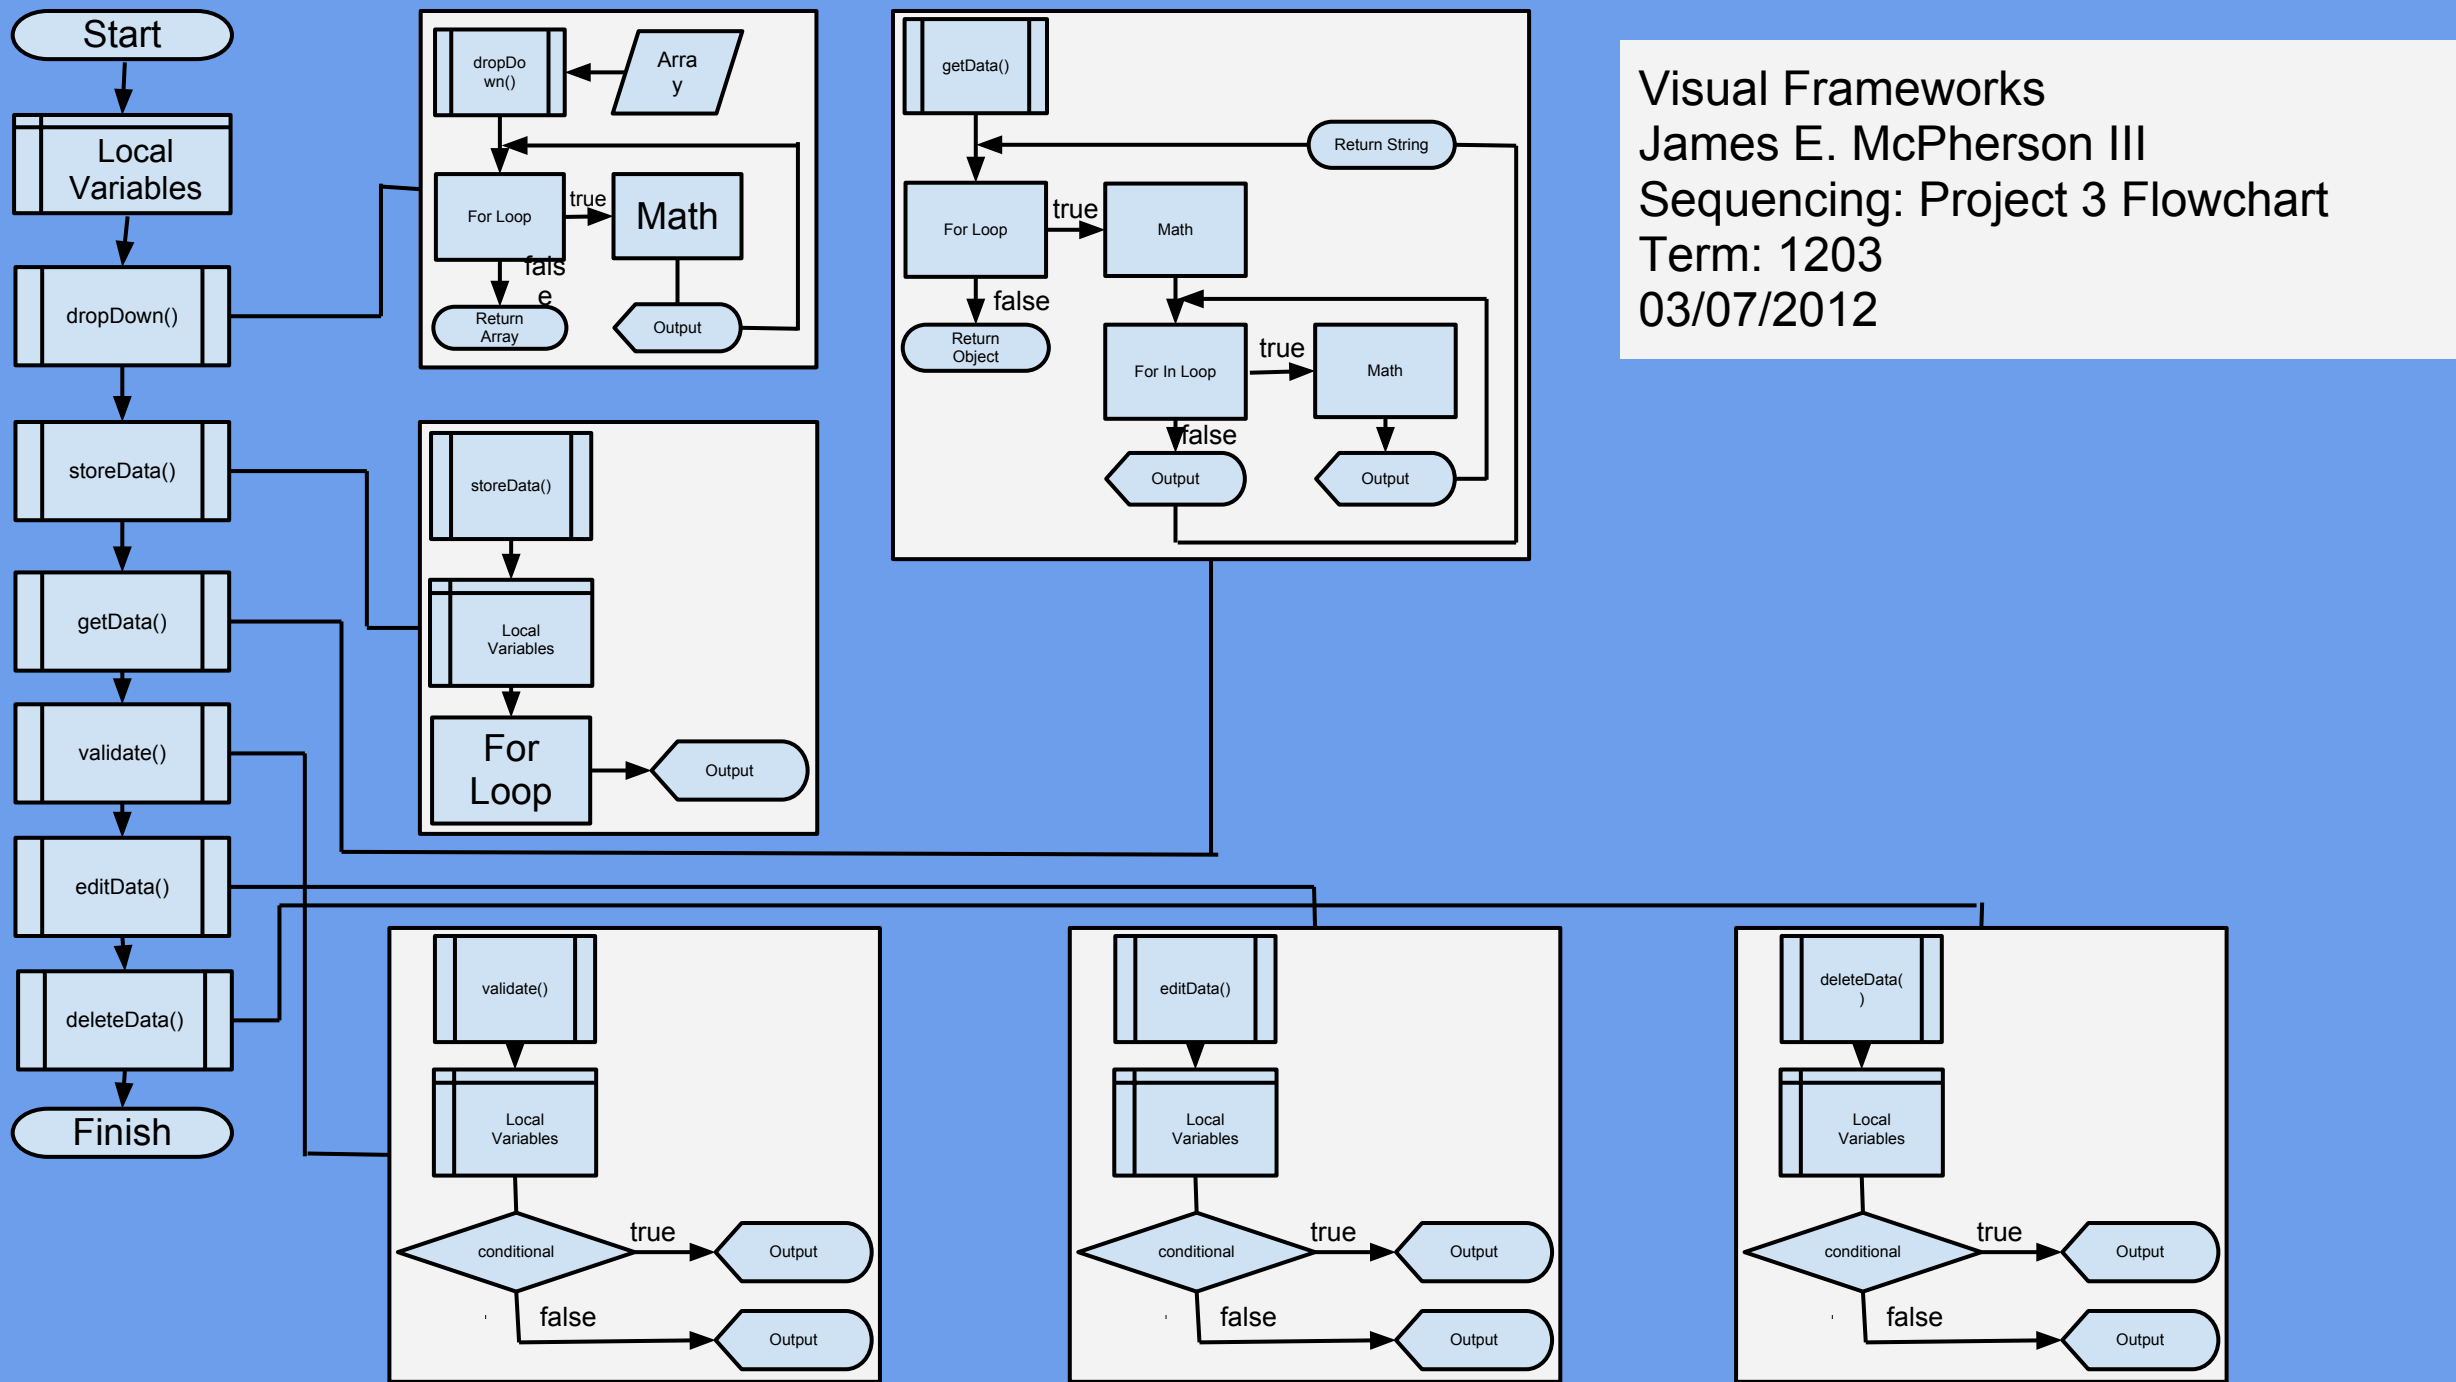 Start
Local
Variables
dropDown()
storeData()
getData()
validate()
editData()
deleteData()
Finish
dropDo
wn()
Arra
y
For Loop
true
Math
fals
e
Return
Array
Output
storeData()
Local
Variables
For
Loop
Output
getData()
Return String
For Loop
true
Math
false
Return
Object
For In Loop
true
Math
false
Output
Output
Visual Frameworks
James E. McPherson III
Sequencing: Project 3 Flowchart
Term: 1203
03/07/2012
validate()
Local
Variables
conditional
true
Output
'
false
Output
editData()
Local
Variables
conditional
true
Output
'
false
Output
deleteData(
)
Local
Variables
conditional
true
Output
'
false
Output